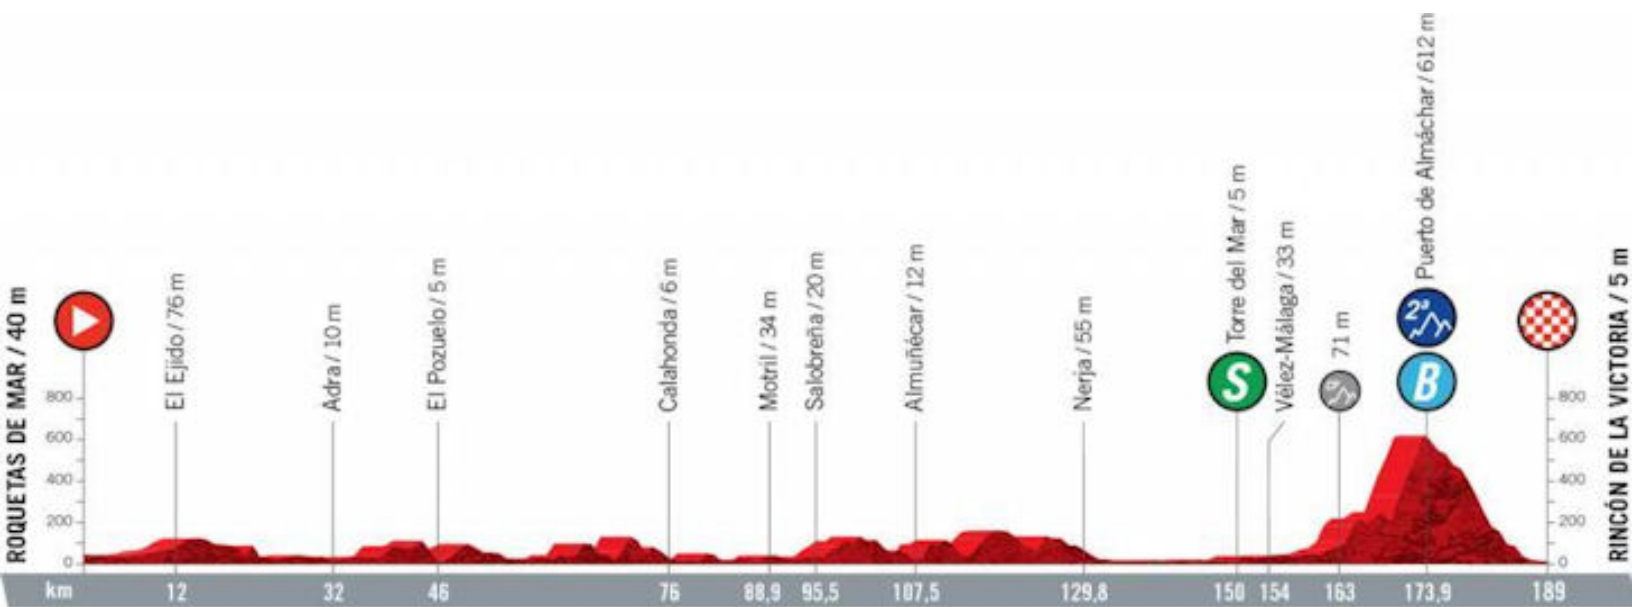 ROQUETAS DE MAR / 40 m
800
600
400
200
0
El Ejido / 76 m
Adra / 10 m
El Pozuelo / 5 m
Calahonda / 6 m
Motril / 34 m
Salobreña / 20 m
Almuñécar / 12 m
Nerja / 55 m
S
Torre del Mar / 5 m
Vélez-Málaga / 33 m
71 m
2ª
B
Puerto de Almáchar / 612 m
800
600
400
200
0
RINCÓN DE LA VICTORIA / 5 m
km 12 32 46 76 88,9 95,5 107,5 129,8 150 154 163 173,9 189